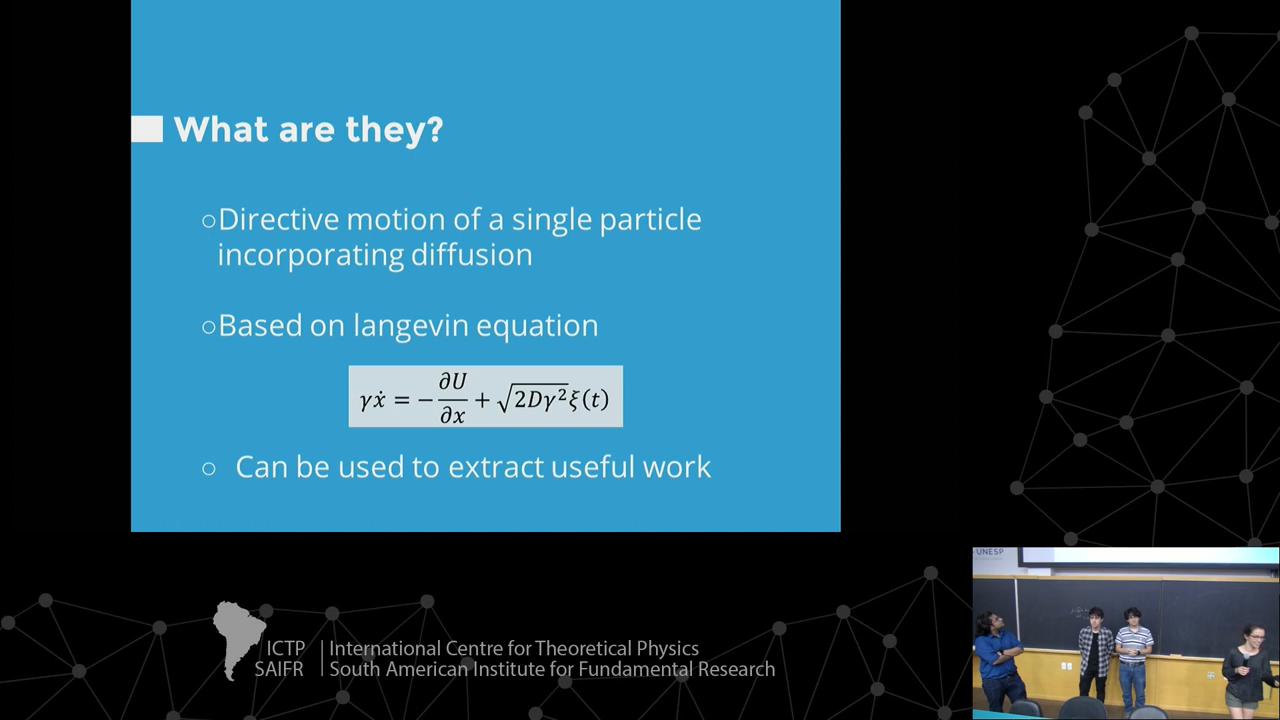 What are they?
○Directive motion of a single particle
incorporating diffusion
○Based on langevin equation
γẋ = −∂U/∂x + √(2Dγ²)ξ(t)
○ Can be used to extract useful work
UNESP
ICTP | International Centre for Theoretical Physics
SAIFR | South American Institute for Fundamental Research